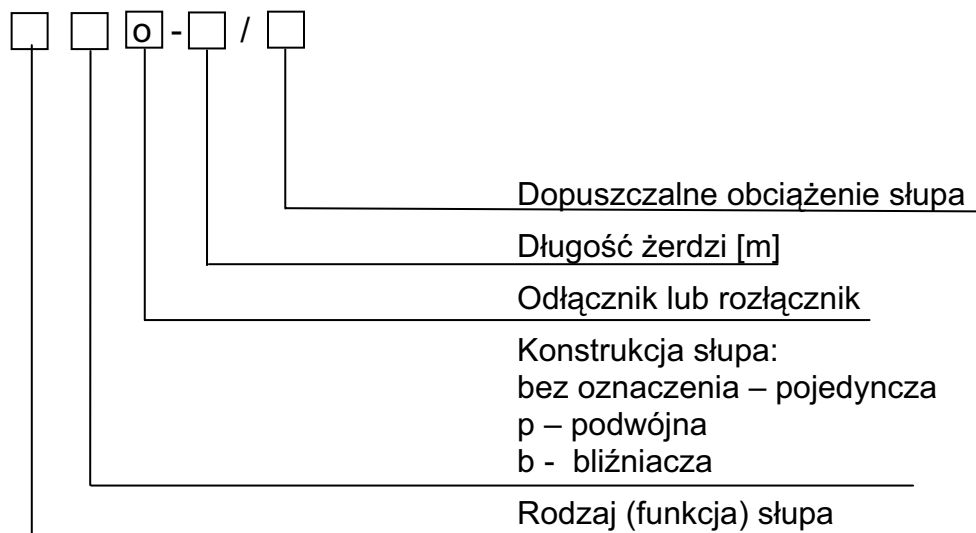 o - /
Dopuszczalne obciążenie słupa
Długość żerdzi [m]
Odłącznik lub rozłącznik
Konstrukcja słupa:
bez oznaczenia – pojedyncza
p – podwójna
b - bliźniacza
Rodzaj (funkcja) słupa